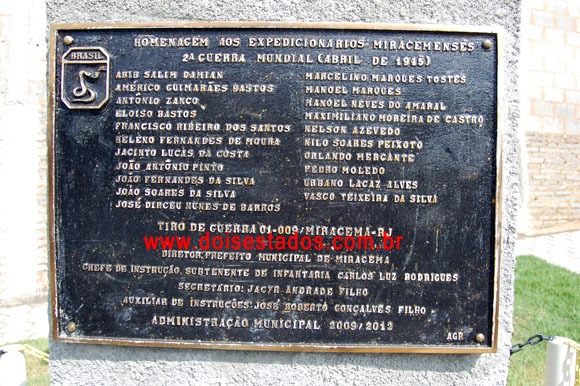 HOMENAGEM AOS EXPEDICIONÁRIOS MIRACEMENSES
2ª GUERRA MUNDIAL (ABRIL DE 1945)
BRASIL
ABIB SALIM DAMIAN
AMÉRICO GUIMARÃES BASTOS
ANTÔNIO ZANCO
ELOISO BASTOS
FRANCISCO RIBEIRO DOS SANTOS
HELENO FERNANDES DE MOURA
JACINTO LUCAS DA COSTA
JOÃO ANTÔNIO PINTO
JOÃO FERNANDES DA SILVA
JOÃO SOARES DA SILVA
JOSÉ DIRCEU NUNES DE BARROS
MARCELINO MARQUES TOSTES
MANOEL MARQUES
MANOEL NEVES DO AMARAL
MAXIMILIANO MOREIRA DE CASTRO
NELSON AZEVEDO
NILO SOARES PEIXOTO
ORLANDO MERCANTE
PEDRO MOLEDO
URBANO LACAZ ALVES
VASCO TEIXEIRA DA SILVA
TIRO DE GUERRA 01-009/MIRACEMA-RJ
www.doisestados.com.br
DIRETOR: PREFEITO MUNICIPAL DE MIRACEMA
CHEFE DE INSTRUÇÃO: SUBTENENTE DE INFANTARIA CARLOS LUZ RODRIGUES
SECRETÁRIO: JACYR ANDRADE FILHO
AUXILIAR DE INSTRUÇÕES: JOSÉ ROBERTO GONÇALVES FILHO
ADMINISTRAÇÃO MUNICIPAL 2009/2012